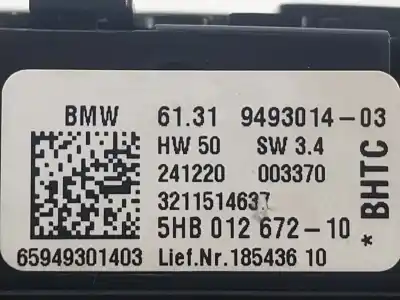 BMW 61.31 9493014-03
HW 50 SW 3.4
241220 003370
3211514637
5HB 012 672-10
65949301403 Lief.Nr.185436 10
* BHTC